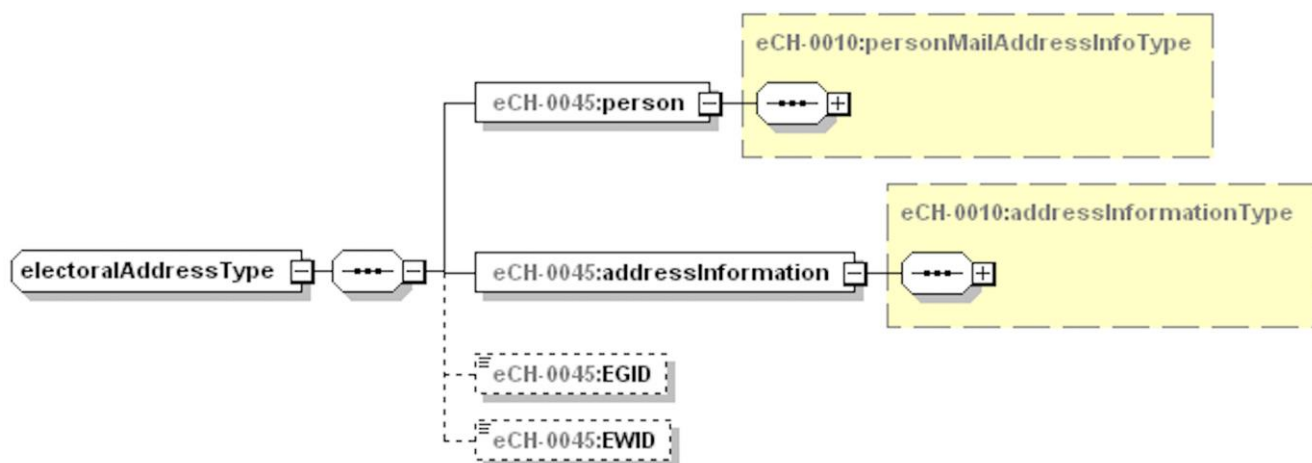 eCH-0010:personMailAddressInfoType
eCH-0045:person
eCH-0010:addressInformationType
electoralAddressType
eCH-0045:addressInformation
eCH-0045:EGID
eCH-0045:EWID